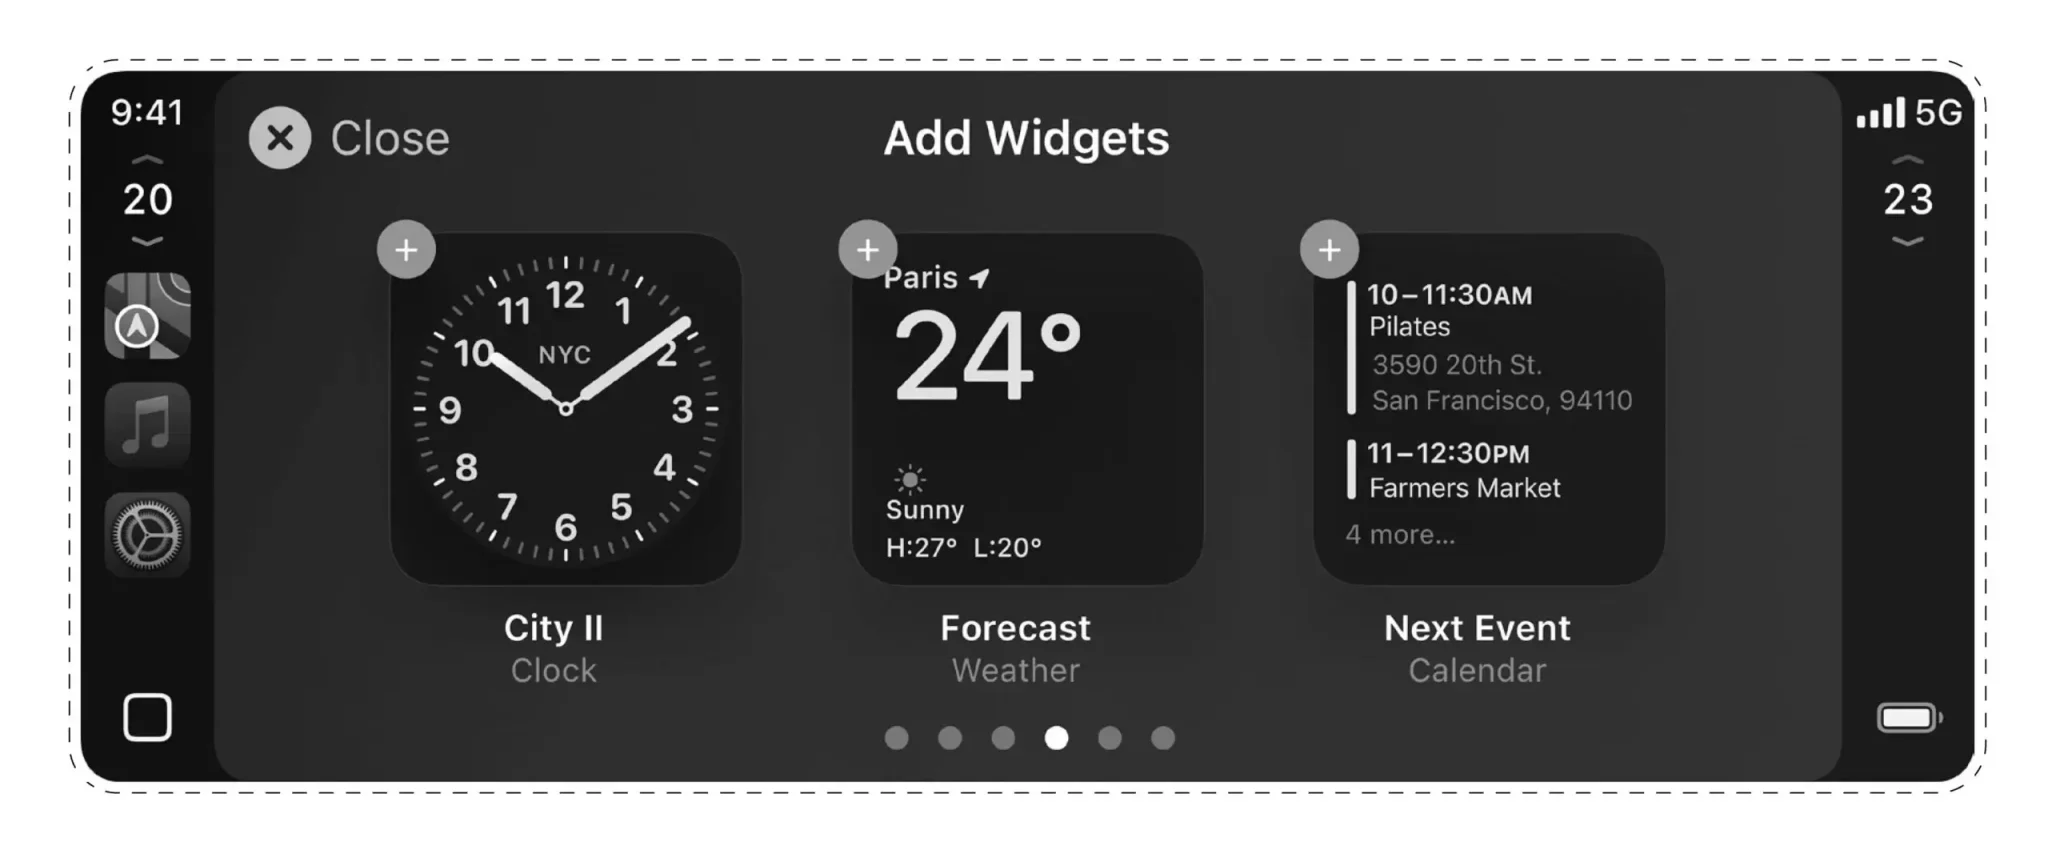 9:41
20
Close
Add Widgets
5G
23
12
11
1
10
NYC
2
9
3
8
4
7
5
6
City II
Clock
Paris
24°
Sunny
H:27° L:20°
Forecast
Weather
10–11:30AM
Pilates
3590 20th St.
San Francisco, 94110
11–12:30PM
Farmers Market
4 more...
Next Event
Calendar